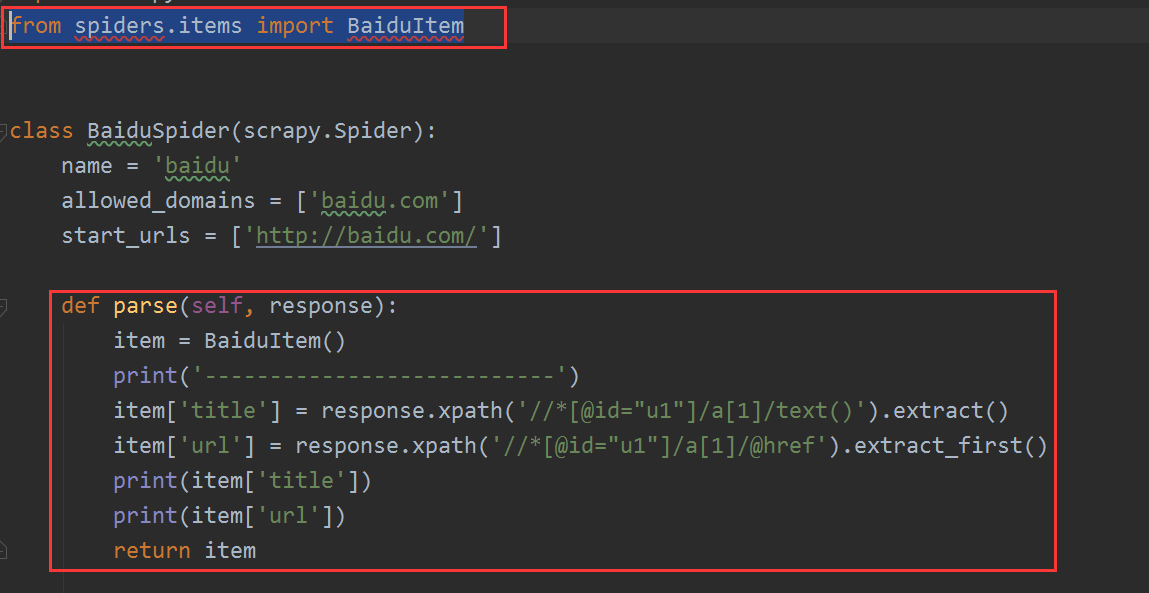 from spiders.items import BaiduItem
class BaiduSpider(scrapy.Spider):
    name = 'baidu'
    allowed_domains = ['baidu.com']
    start_urls = ['http://baidu.com/']
    def parse(self, response):
        item = BaiduItem()
        print('---------------------------')
        item['title'] = response.xpath('//*[@id="u1"]/a[1]/text()').extract()
        item['url'] = response.xpath('//*[@id="u1"]/a[1]/@href').extract_first()
        print(item['title'])
        print(item['url'])
        return item